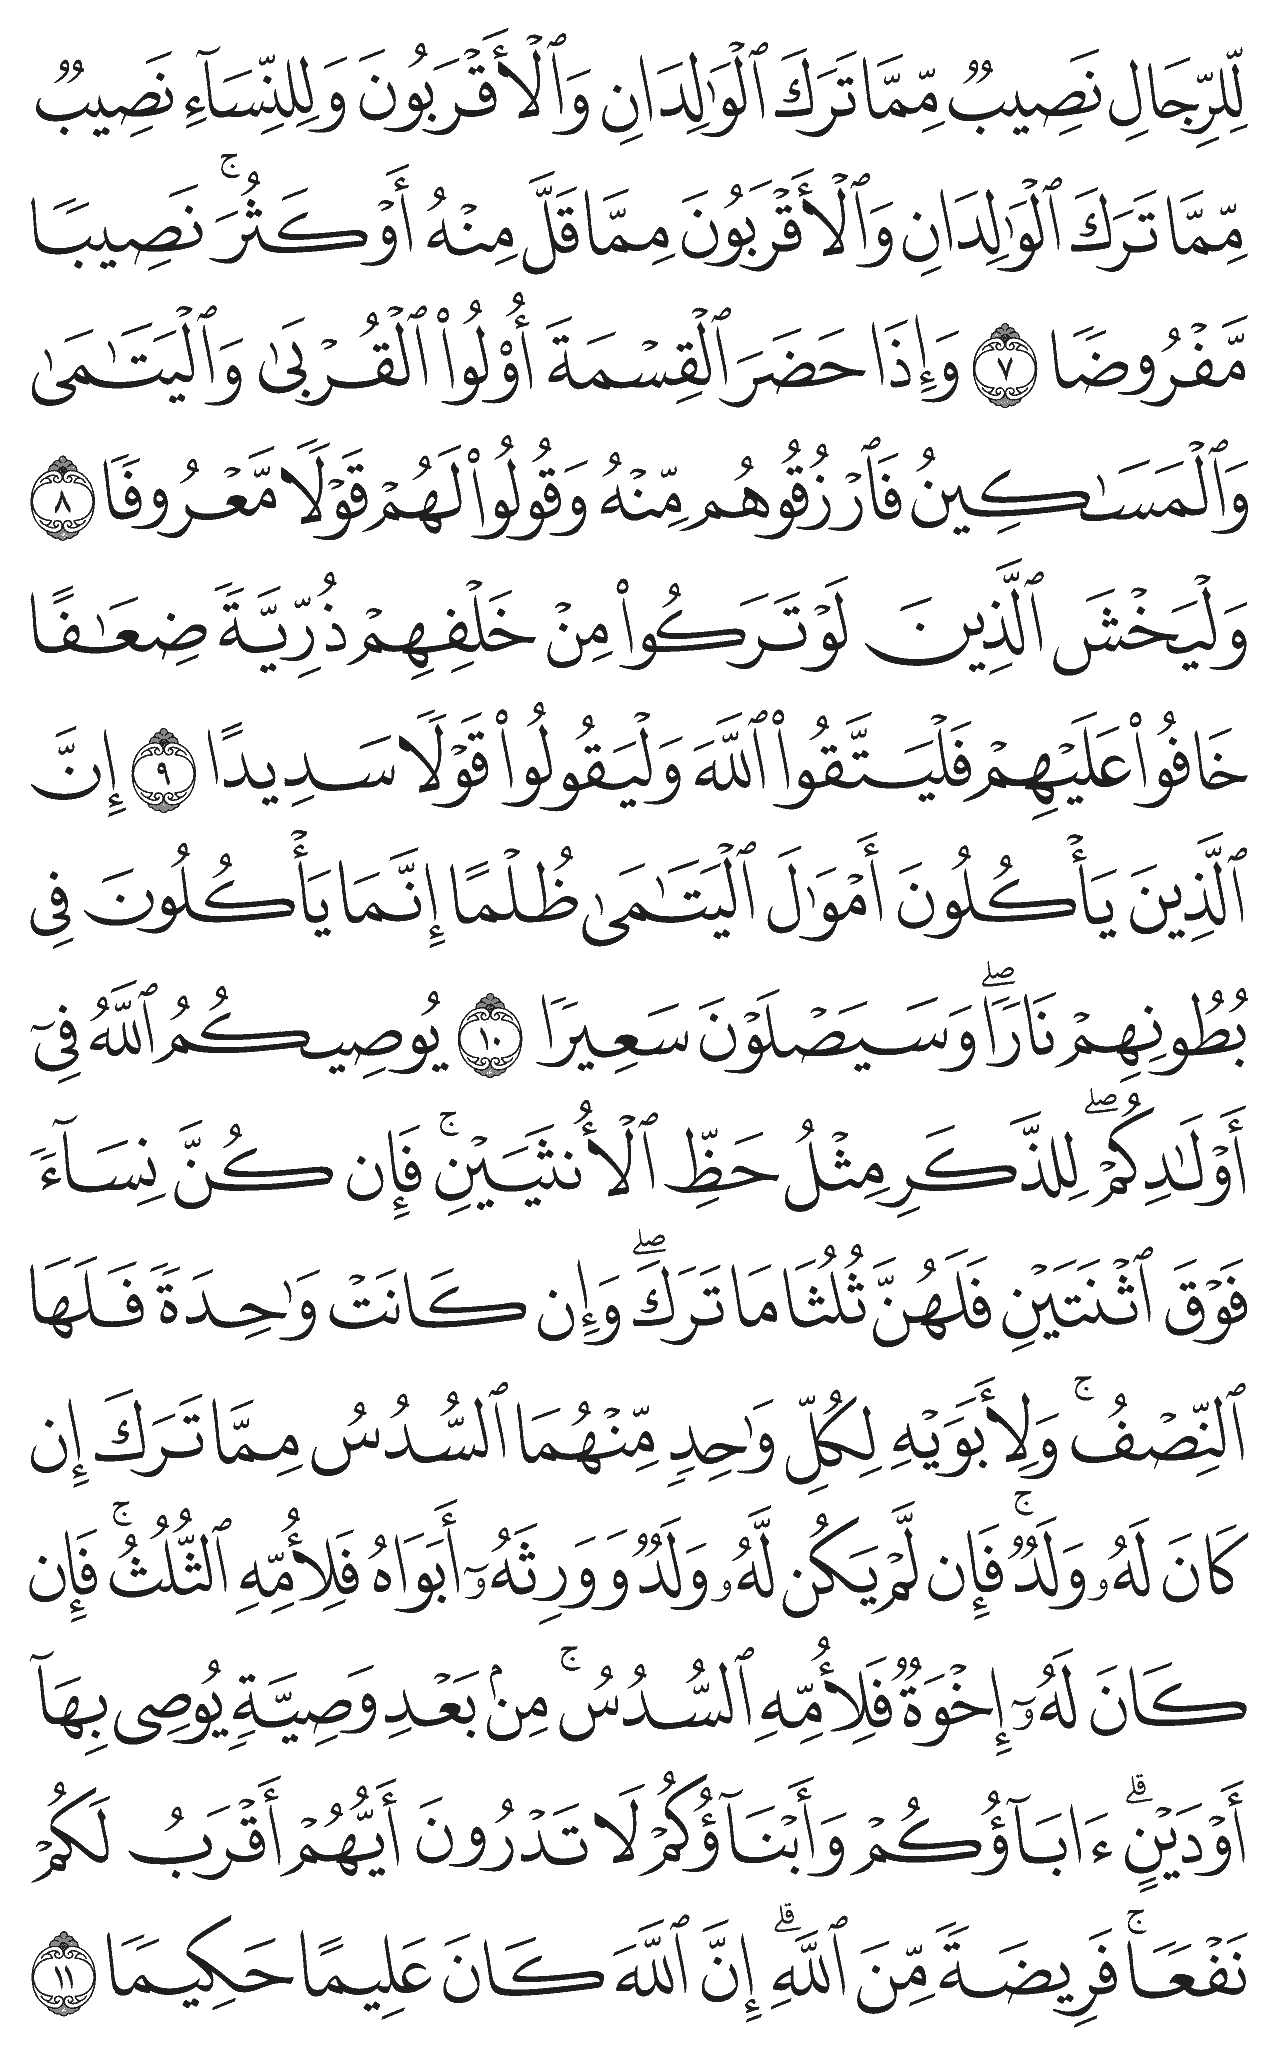 لِّلرِّجَالِ نَصِيبٌ مِّمَّا تَرَكَ ٱلْوَٰلِدَانِ وَٱلْأَقْرَبُونَ وَلِلنِّسَآءِ نَصِيبٌ
مِّمَّا تَرَكَ ٱلْوَٰلِدَانِ وَٱلْأَقْرَبُونَ مِمَّا قَلَّ مِنْهُ أَوْ كَثُرَ ۚ نَصِيبًا
مَّفْرُوضًا ٧ وَإِذَا حَضَرَ ٱلْقِسْمَةَ أُو۟لُوا۟ ٱلْقُرْبَىٰ وَٱلْيَتَـٰمَىٰ
وَٱلْمَسَـٰكِينُ فَٱرْزُقُوهُم مِّنْهُ وَقُولُوا۟ لَهُمْ قَوْلًا مَّعْرُوفًا ٨
وَلْيَخْشَ ٱلَّذِينَ لَوْ تَرَكُوا۟ مِنْ خَلْفِهِمْ ذُرِّيَّةً ضِعَـٰفًا
خَافُوا۟ عَلَيْهِمْ فَلْيَتَّقُوا۟ ٱللَّهَ وَلْيَقُولُوا۟ قَوْلًا سَدِيدًا ٩ إِنَّ
ٱلَّذِينَ يَأْكُلُونَ أَمْوَٰلَ ٱلْيَتَـٰمَىٰ ظُلْمًا إِنَّمَا يَأْكُلُونَ فِى
بُطُونِهِمْ نَارًا ۖ وَسَيَصْلَوْنَ سَعِيرًا ١٠ يُوصِيكُمُ ٱللَّهُ فِىٓ
أَوْلَـٰدِكُمْ ۖ لِلذَّكَرِ مِثْلُ حَظِّ ٱلْأُنثَيَيْنِ ۚ فَإِن كُنَّ نِسَآءً
فَوْقَ ٱثْنَتَيْنِ فَلَهُنَّ ثُلُثَا مَا تَرَكَ ۖ وَإِن كَانَتْ وَٰحِدَةً فَلَهَا
ٱلنِّصْفُ ۚ وَلِأَبَوَيْهِ لِكُلِّ وَٰحِدٍ مِّنْهُمَا ٱلسُّدُسُ مِمَّا تَرَكَ إِن
كَانَ لَهُۥ وَلَدٌ ۚ فَإِن لَّمْ يَكُن لَّهُۥ وَلَدٌ وَوَرِثَهُۥٓ أَبَوَاهُ فَلِأُمِّهِ ٱلثُّلُثُ ۚ فَإِن
كَانَ لَهُۥٓ إِخْوَةٌ فَلِأُمِّهِ ٱلسُّدُسُ ۚ مِنۢ بَعْدِ وَصِيَّةٍ يُوصِى بِهَآ
أَوْ دَيْنٍ ۗ ءَابَآؤُكُمْ وَأَبْنَآؤُكُمْ لَا تَدْرُونَ أَيُّهُمْ أَقْرَبُ لَكُمْ
نَفْعًا ۚ فَرِيضَةً مِّنَ ٱللَّهِ ۗ إِنَّ ٱللَّهَ كَانَ عَلِيمًا حَكِيمًا ١١